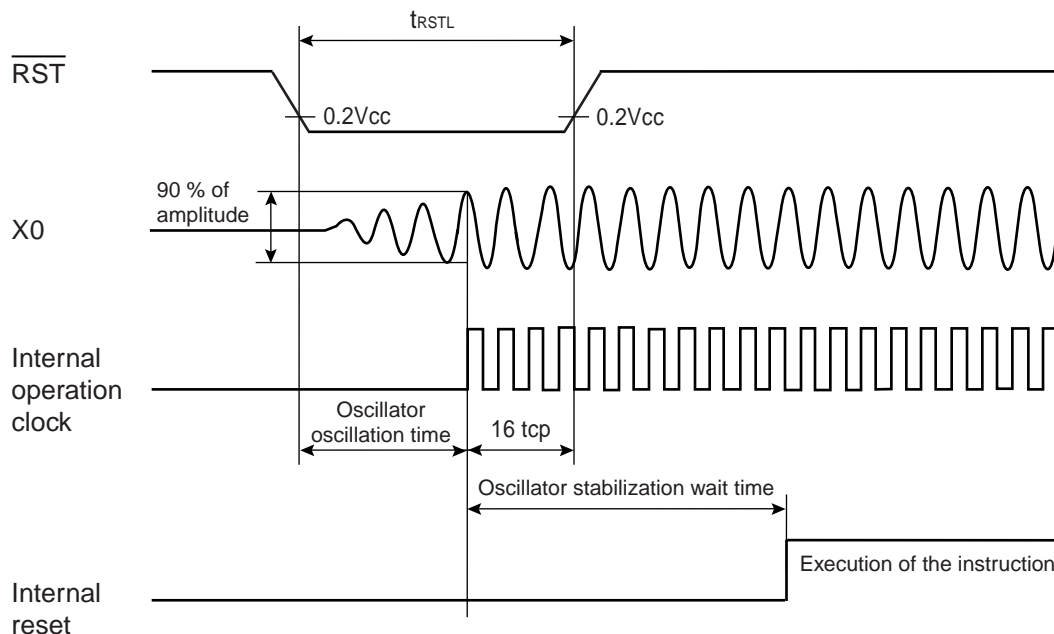 tRSTL
RST
0.2Vcc
0.2Vcc
90 % of
amplitude
X0
Internal
operation
clock
Oscillator
oscillation time
16 tcp
Oscillator stabilization wait time
Execution of the instruction
Internal
reset